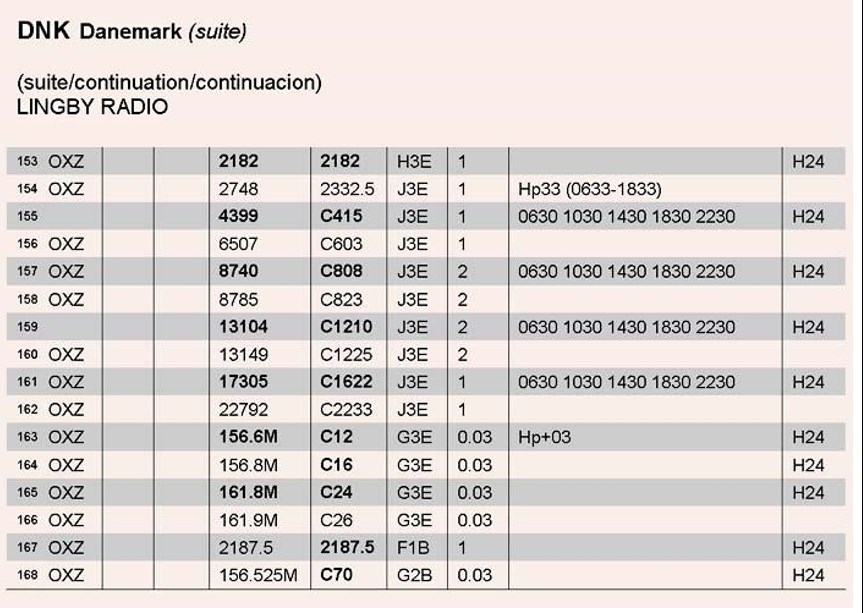 DNK Danemark (suite)
(suite/continuation/continuacion)
LINGBY RADIO
153 OXZ 2182 2182 H3E 1 H24
154 OXZ 2748 2332.5 J3E 1 Hp33 (0633-1833)
155 4399 C415 J3E 1 0630 1030 1430 1830 2230 H24
156 OXZ 6507 C603 J3E 1
157 OXZ 8740 C808 J3E 2 0630 1030 1430 1830 2230 H24
158 OXZ 8785 C823 J3E 2
159 13104 C1210 J3E 2 0630 1030 1430 1830 2230 H24
160 OXZ 13149 C1225 J3E 2
161 OXZ 17305 C1622 J3E 1 0630 1030 1430 1830 2230 H24
162 OXZ 22792 C2233 J3E 1
163 OXZ 156.6M C12 G3E 0.03 Hp+03 H24
164 OXZ 156.8M C16 G3E 0.03 H24
165 OXZ 161.8M C24 G3E 0.03 H24
166 OXZ 161.9M C26 G3E 0.03
167 OXZ 2187.5 2187.5 F1B 1 H24
168 OXZ 156.525M C70 G2B 0.03 H24